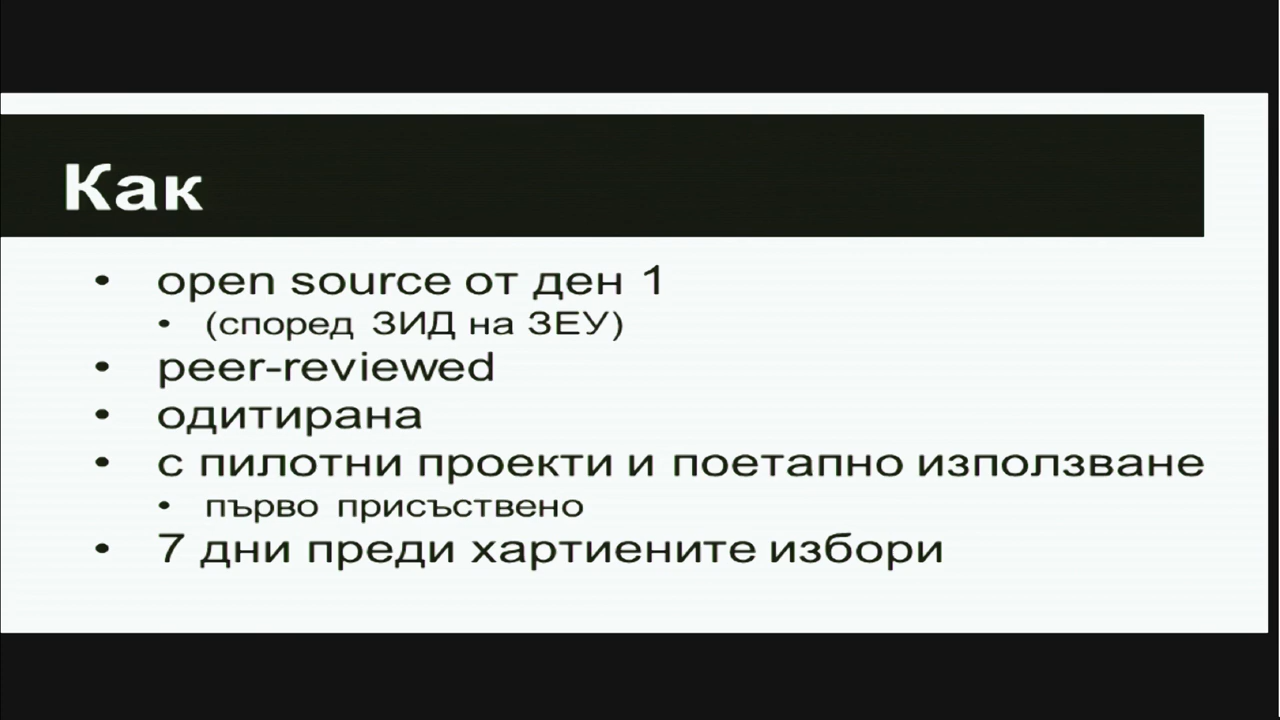 Как
• open source от ден 1
• (според ЗИД на ЗЕУ)
• peer-reviewed
• одитирана
• с пилотни проекти и поетапно използване
• първо присъствено
• 7 дни преди хартиените избори